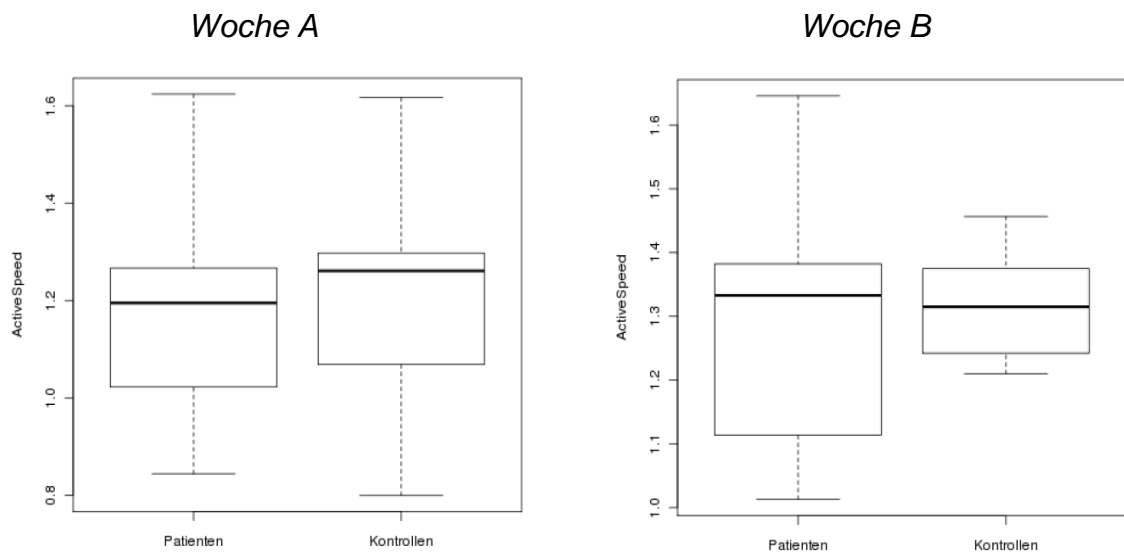 Woche A
1.6
1.4
1.2
1.0
0.8
ActiveSpeed
Patienten Kontrollen
Woche B
1.6
1.5
1.4
1.3
1.2
1.1
1.0
ActiveSpeed
Patienten Kontrollen